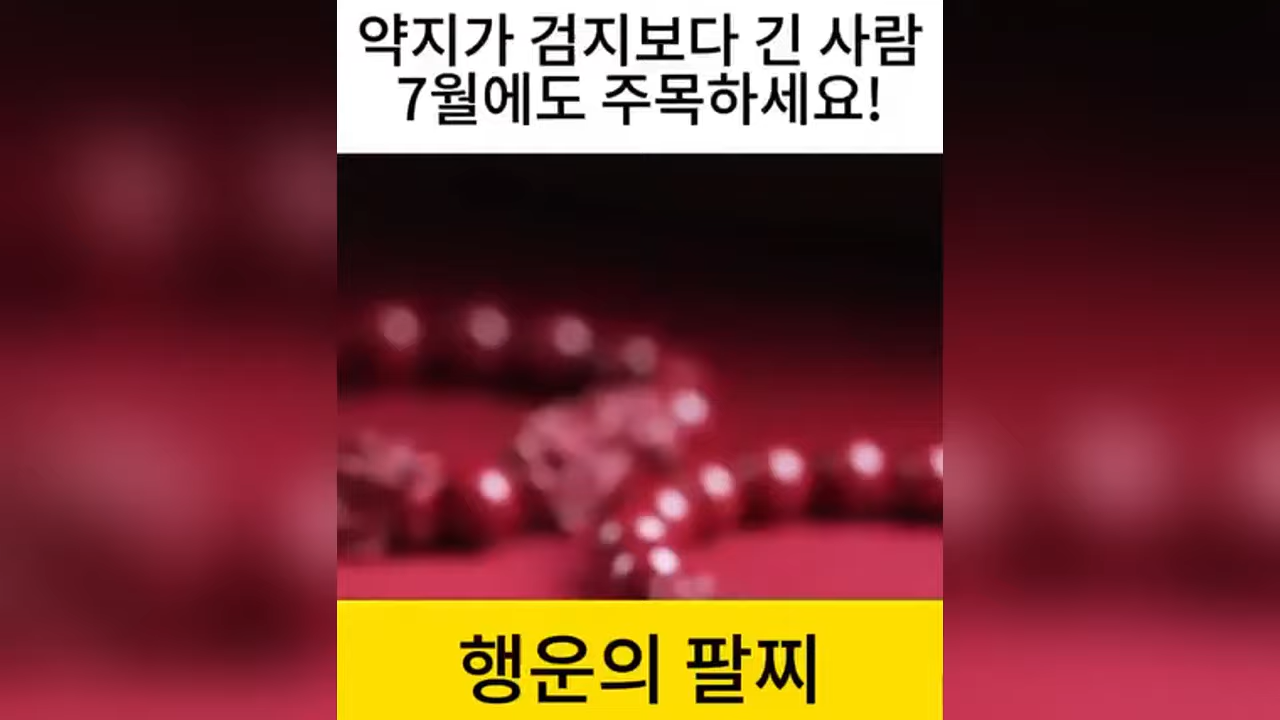 약지가 검지보다 긴 사람
7월에도 주목하세요!
행운의 팔찌